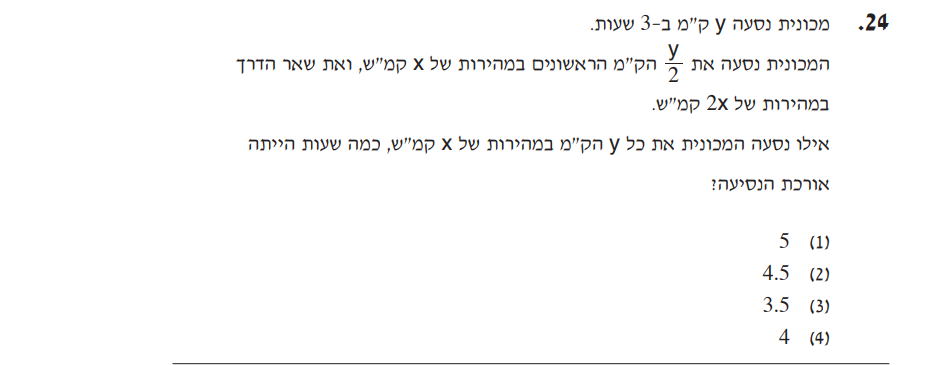 24. מכונית נסעה y ק"מ ב-3 שעות.
המכונית נסעה את y/2 הק"מ הראשונים במהירות של x קמ"ש, ואת שאר הדרך
במהירות של 2x קמ"ש.
אילו נסעה המכונית את כל y הק"מ במהירות של x קמ"ש, כמה שעות הייתה
אורכת הנסיעה?
(1) 5
(2) 4.5
(3) 3.5
(4) 4